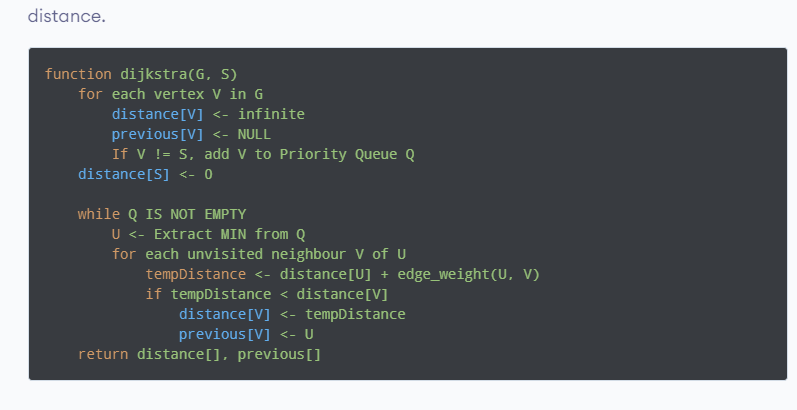 distance.
function dijkstra(G, S)
    for each vertex V in G
        distance[V] <- infinite
        previous[V] <- NULL
        If V != S, add V to Priority Queue Q
    distance[S] <- 0

    while Q IS NOT EMPTY
        U <- Extract MIN from Q
        for each unvisited neighbour V of U
            tempDistance <- distance[U] + edge_weight(U, V)
            if tempDistance < distance[V]
                distance[V] <- tempDistance
                previous[V] <- U
    return distance[], previous[]